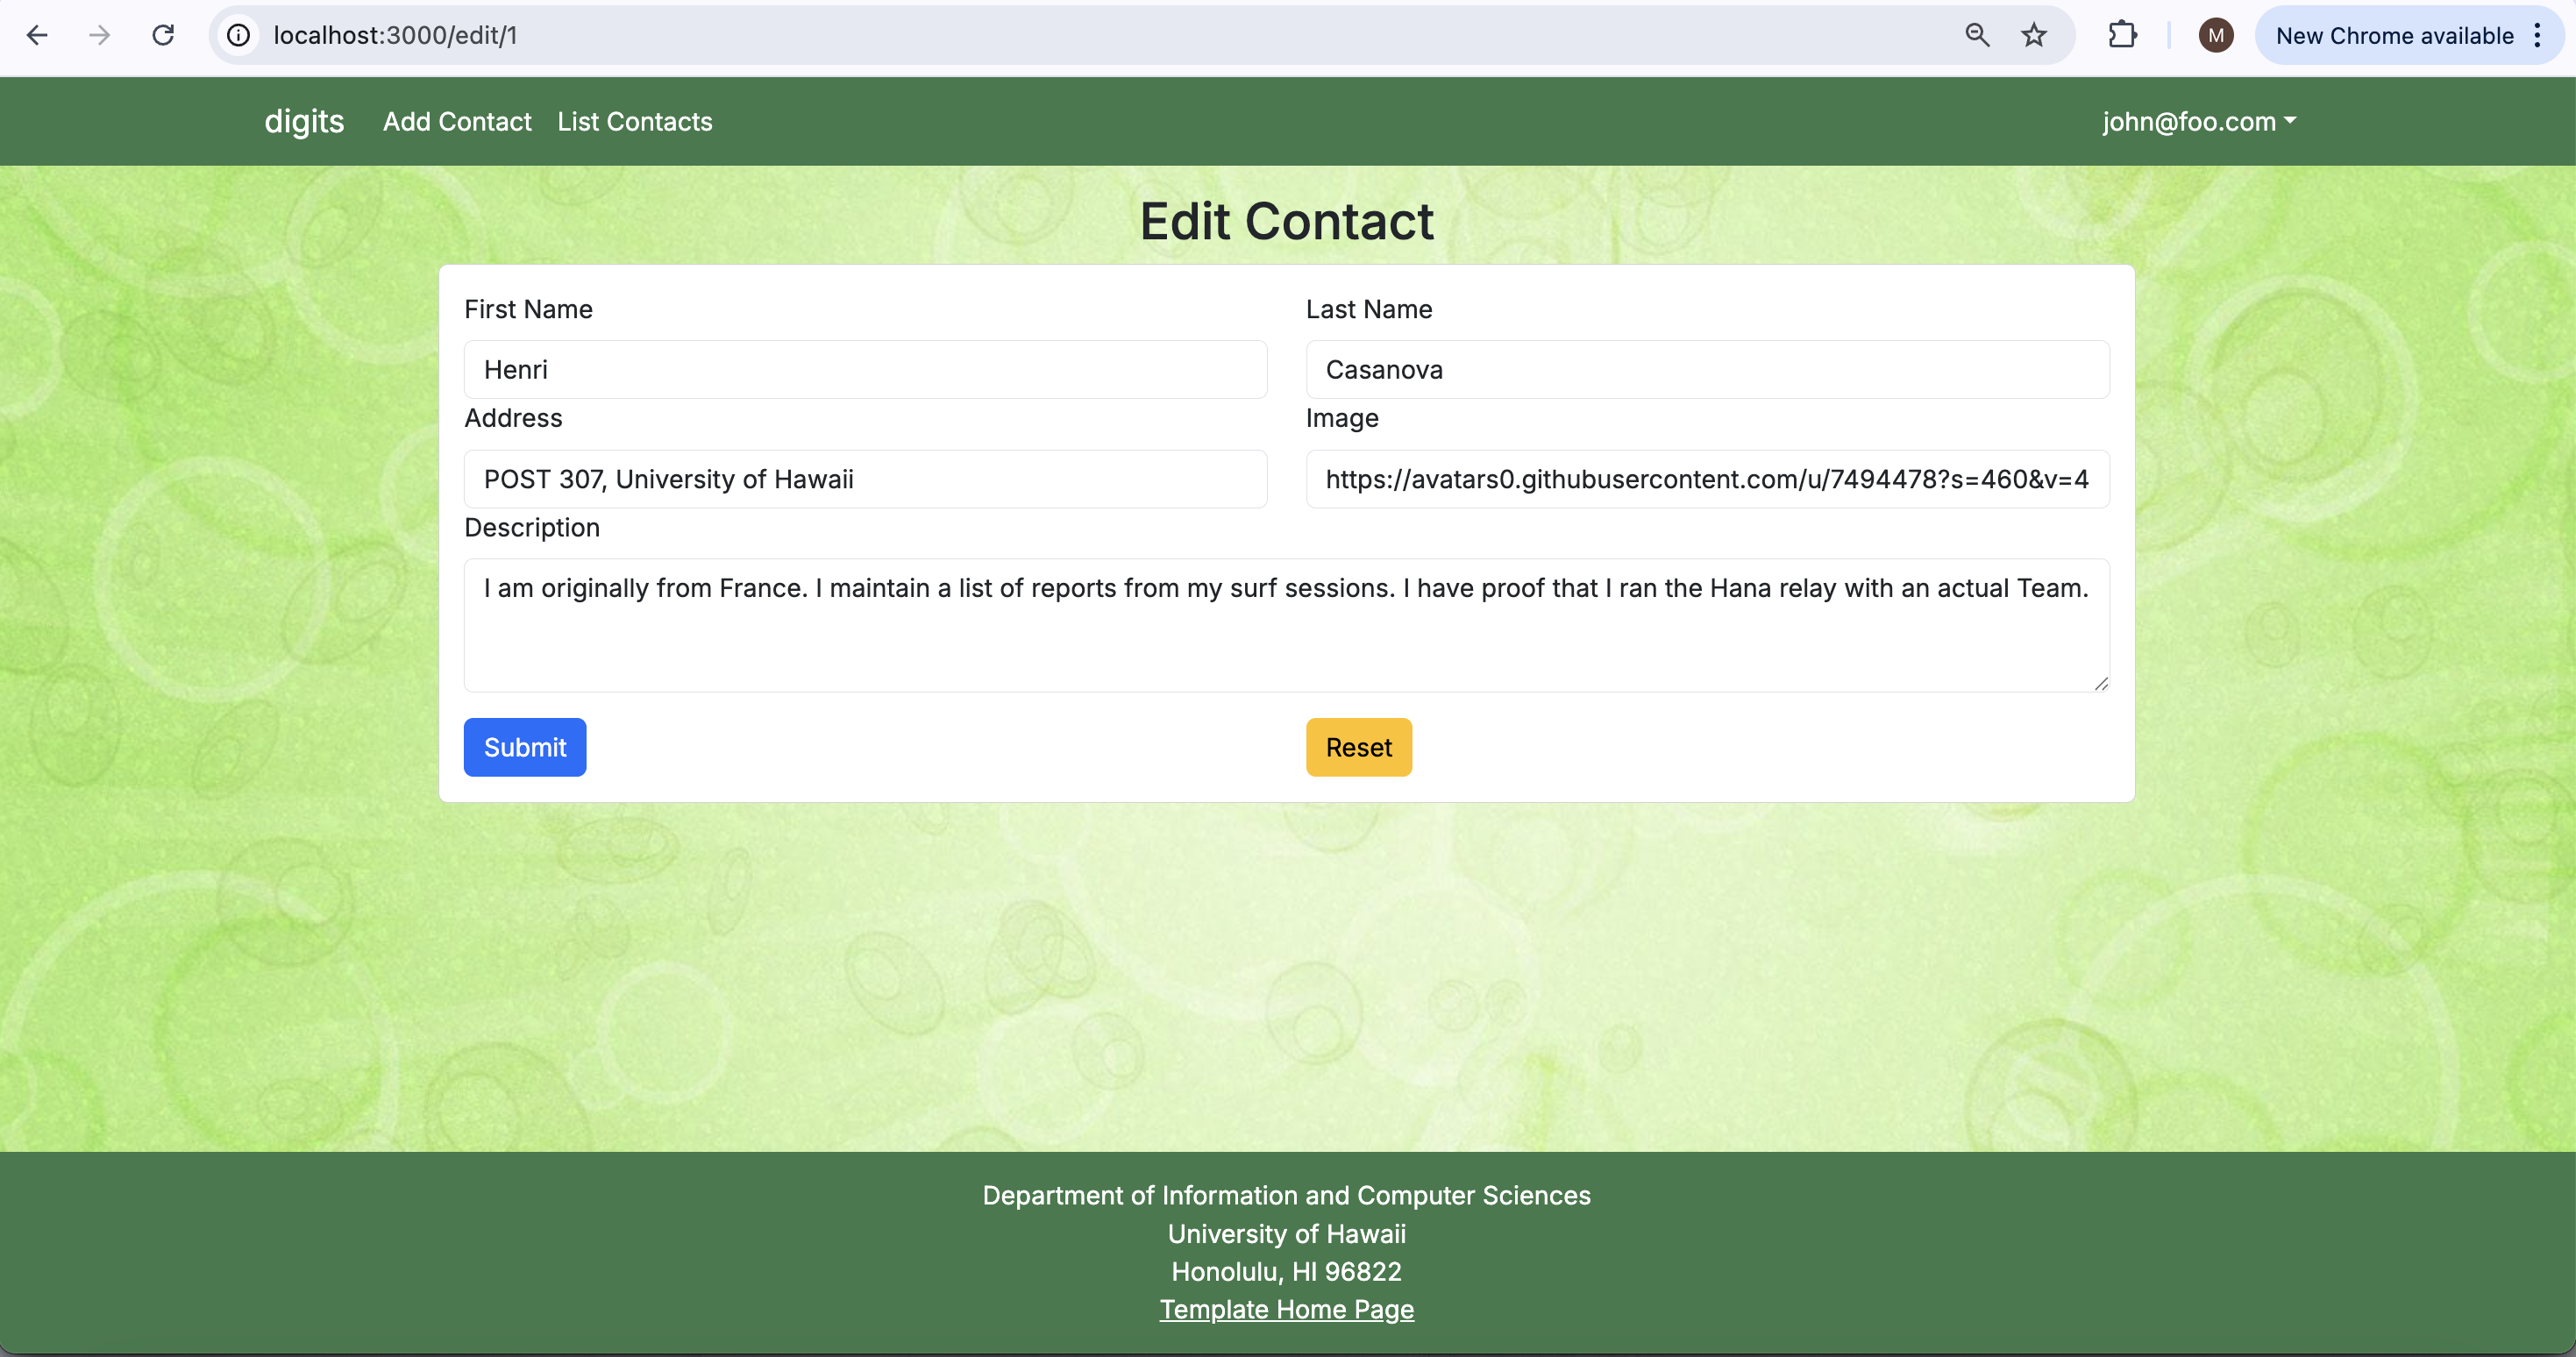 localhost:3000/edit/1
M
New Chrome available
digits
Add Contact
List Contacts
john@foo.com
Edit Contact
First Name
Last Name
Henri
Casanova
Address
Image
POST 307, University of Hawaii
https://avatars0.githubusercontent.com/u/7494478?s=460&v=4
Description
I am originally from France. I maintain a list of reports from my surf sessions. I have proof that I ran the Hana relay with an actual Team.
Submit
Reset
Department of Information and Computer Sciences
University of Hawaii
Honolulu, HI 96822
Template Home Page